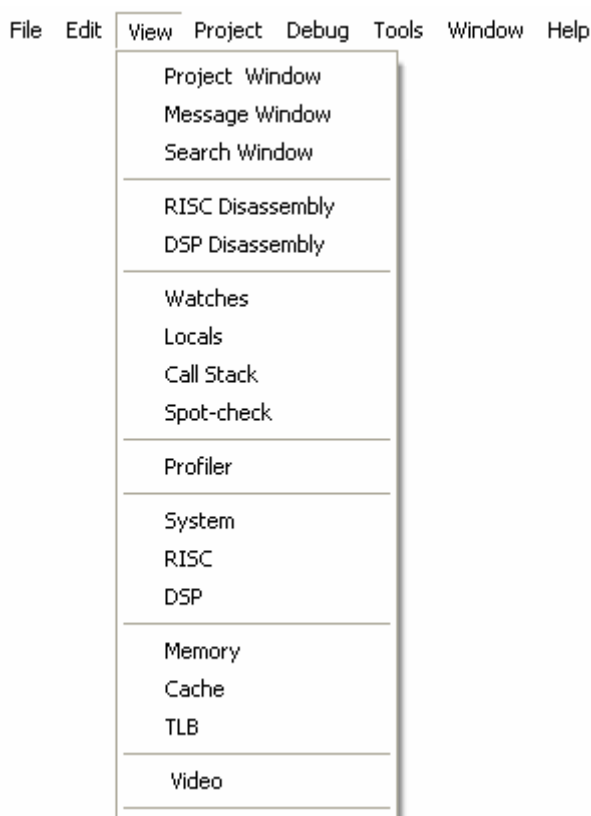 File Edit View Project Debug Tools Window Help
Project Window
Message Window
Search Window
RISC Disassembly
DSP Disassembly
Watches
Locals
Call Stack
Spot-check
Profiler
System
RISC
DSP
Memory
Cache
TLB
Video